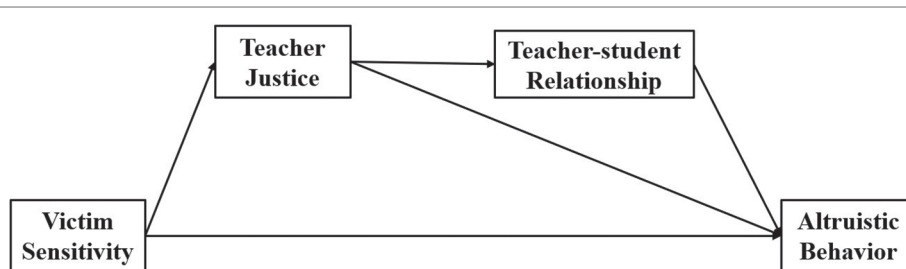 Teacher
Justice
Teacher-student
Relationship
Victim
Sensitivity
Altruistic
Behavior